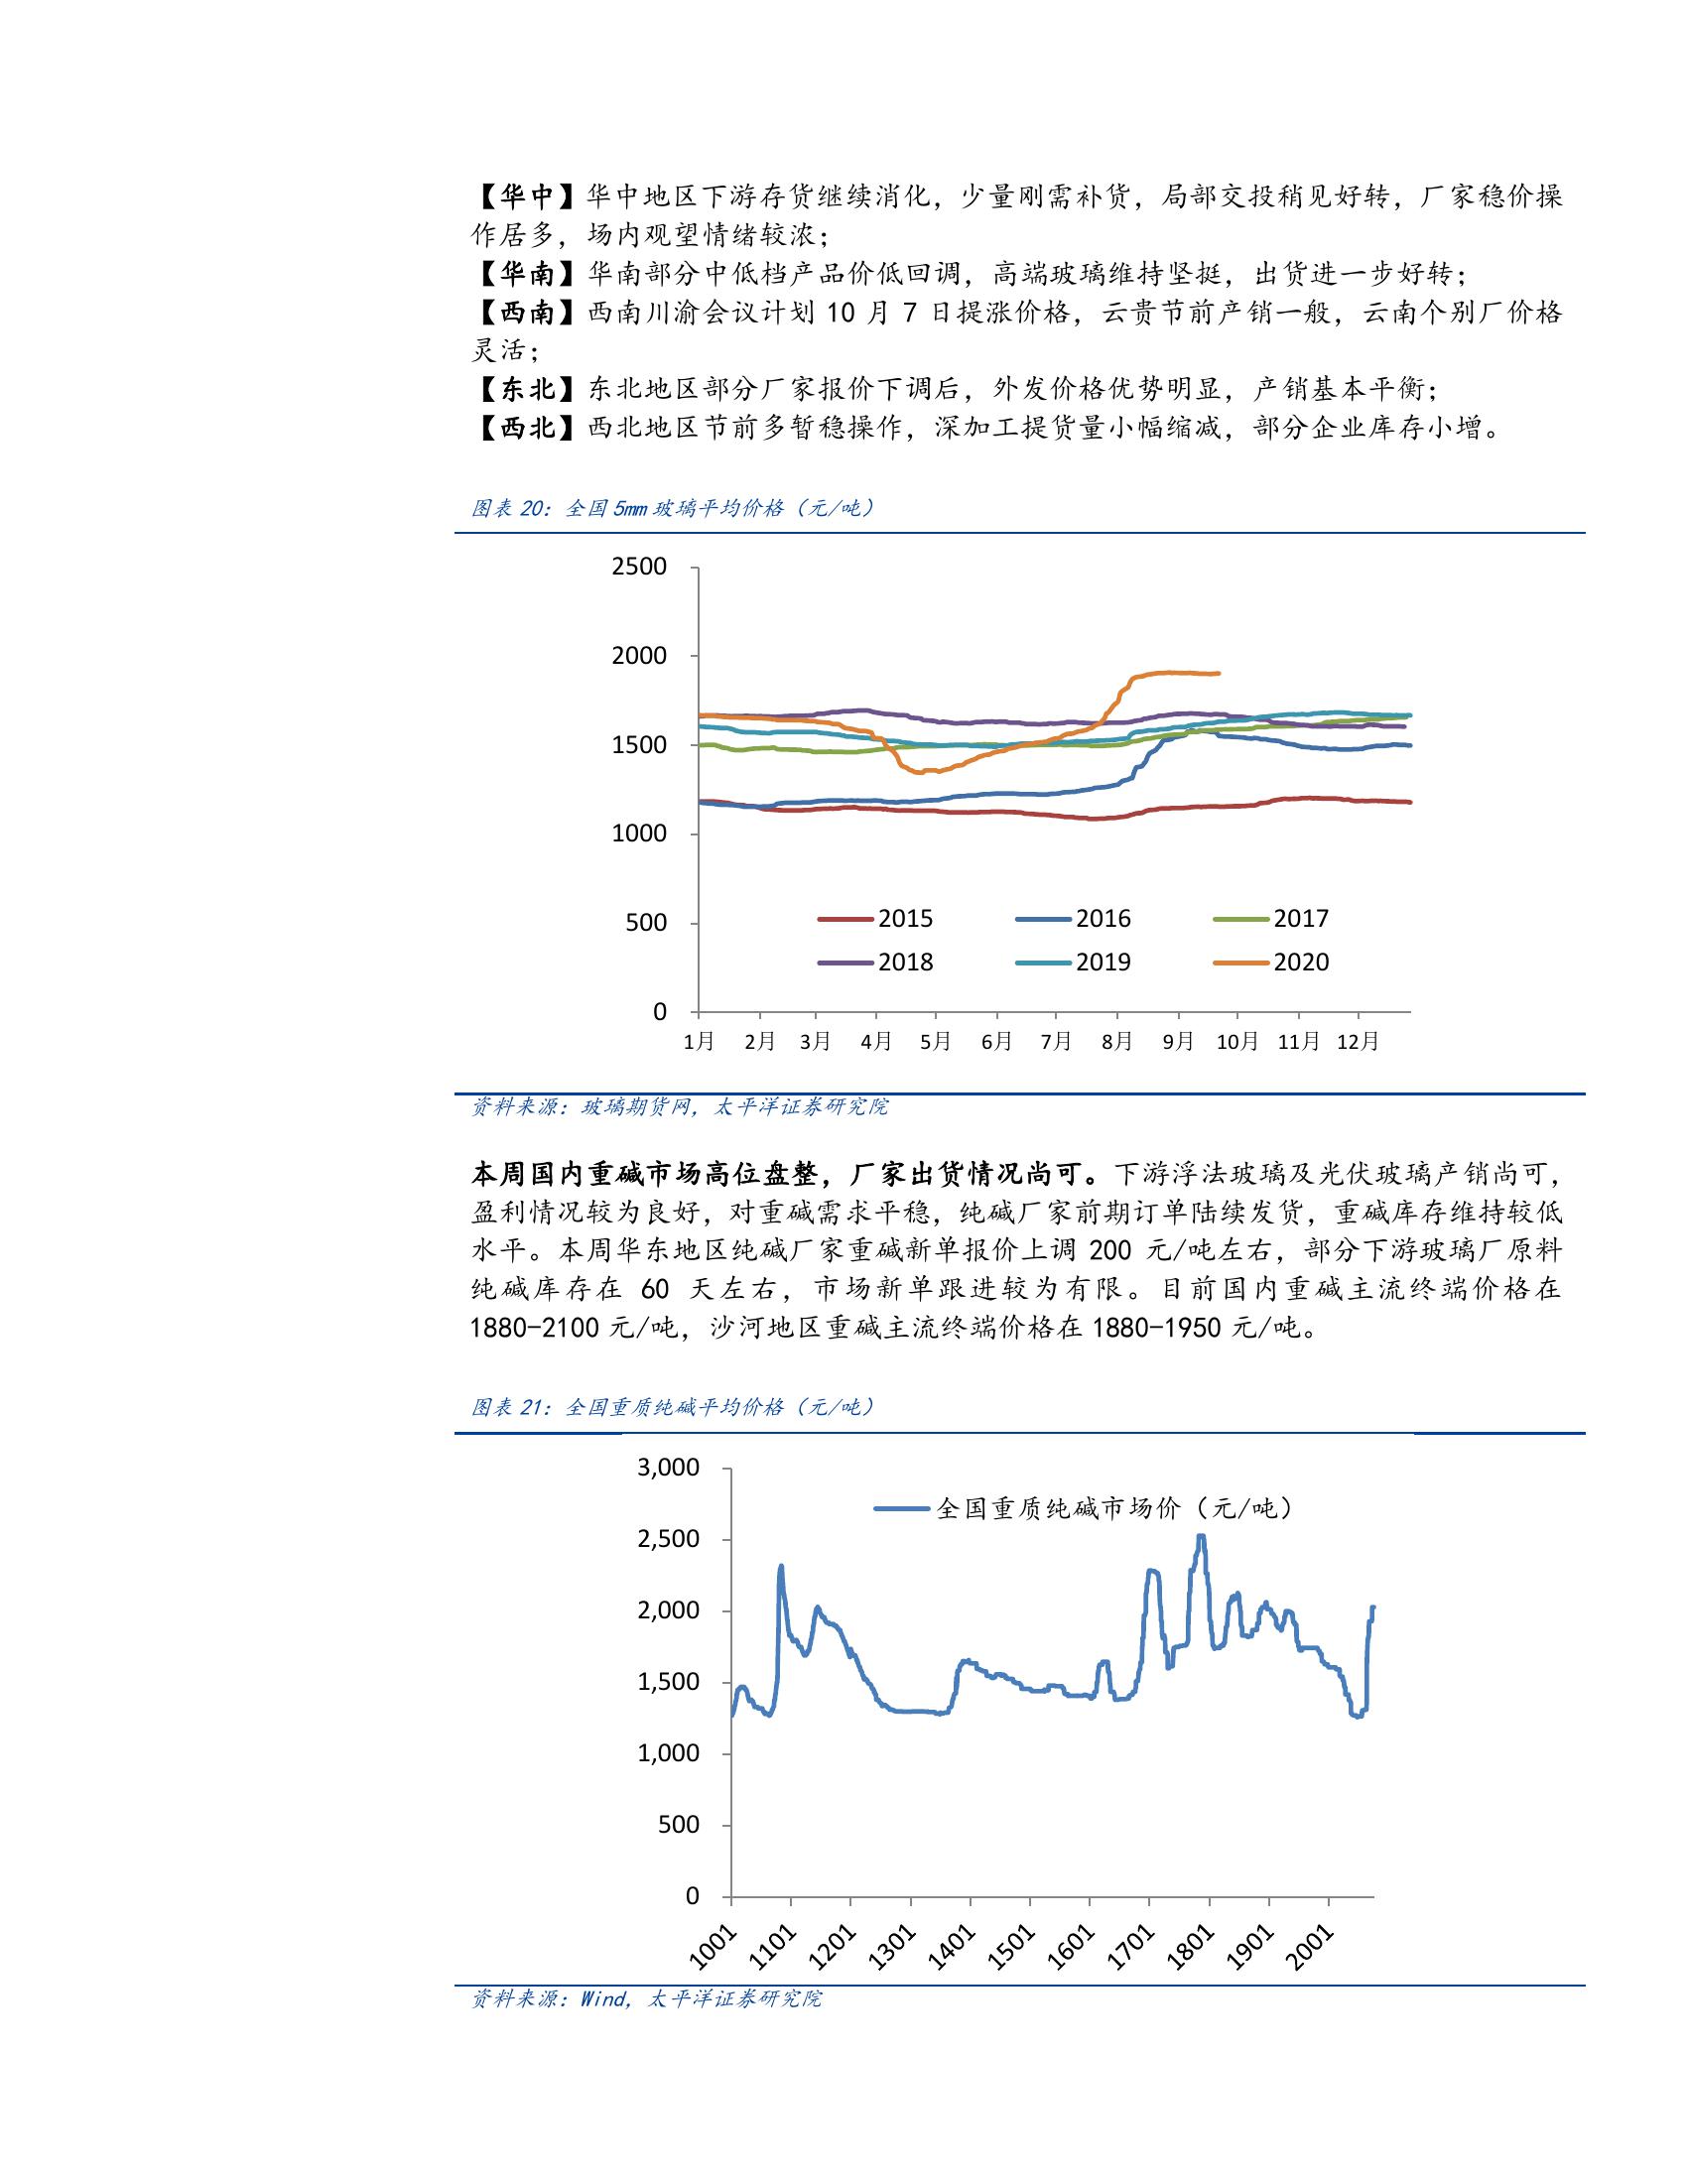 【华中】华中地区下游存货继续消化，少量刚需补货，局部交投稍见好转，厂家稳价操
作居多，场内观望情绪较浓；
【华南】华南部分中低档产品价低回调，高端玻璃维持坚挺，出货进一步好转；
【西南】西南川渝会议计划 10 月 7 日提涨价格，云贵节前产销一般，云南个别厂价格
灵活；
【东北】东北地区部分厂家报价下调后，外发价格优势明显，产销基本平衡；
【西北】西北地区节前多暂稳操作，深加工提货量小幅缩减，部分企业库存小增。
图表 20：全国 5mm 玻璃平均价格（元/吨）
2500
2000
1500
1000
500
0
2015 2016 2017
2018 2019 2020
1月 2月 3月 4月 5月 6月 7月 8月 9月 10月 11月 12月
资料来源：玻璃期货网，太平洋证券研究院
本周国内重碱市场高位盘整，厂家出货情况尚可。下游浮法玻璃及光伏玻璃产销尚可，
盈利情况较为良好，对重碱需求平稳，纯碱厂家前期订单陆续发货，重碱库存维持较低
水平。本周华东地区纯碱厂家重碱新单报价上调 200 元/吨左右，部分下游玻璃厂原料
纯碱库存在 60 天左右，市场新单跟进较为有限。目前国内重碱主流终端价格在
1880-2100 元/吨，沙河地区重碱主流终端价格在 1880-1950 元/吨。
图表 21：全国重质纯碱平均价格（元/吨）
全国重质纯碱市场价（元/吨）
3,000
2,500
2,000
1,500
1,000
500
0
1001 1101 1201 1301 1401 1501 1601 1701 1801 1901 2001
资料来源：Wind，太平洋证券研究院